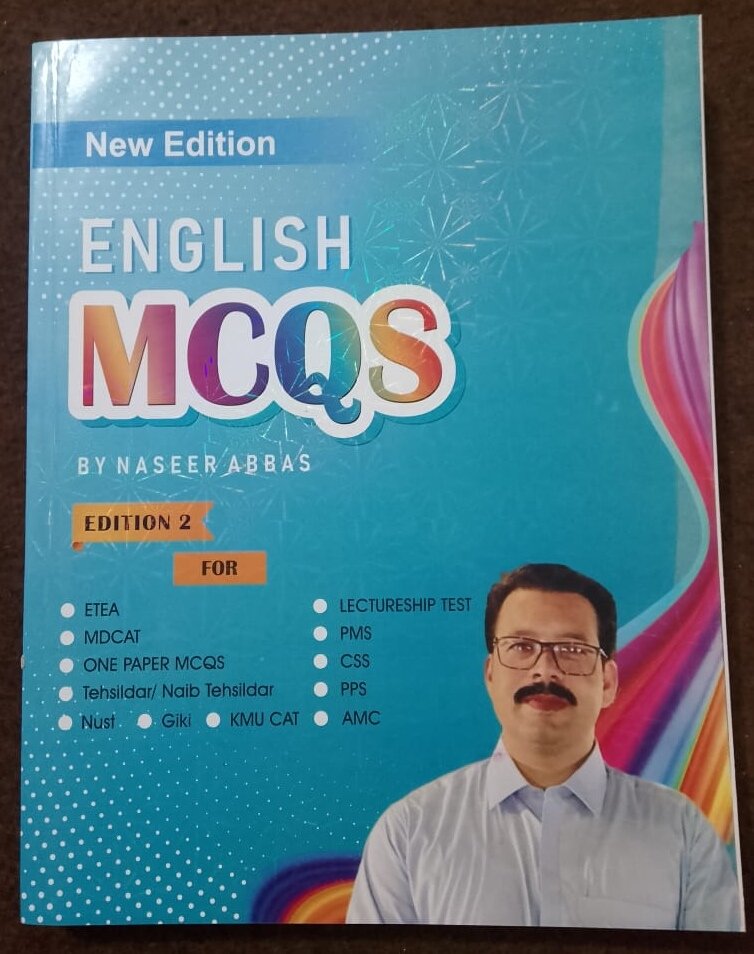 New Edition
ENGLISH
MCQS
BY NASEER ABBAS
EDITION 2
FOR
ETEA
MDCAT
ONE PAPER MCQS
Tehsildar/ Naib Tehsildar
Nust Giki KMU CAT
LECTURESHIP TEST
PMS
CSS
PPS
AMC